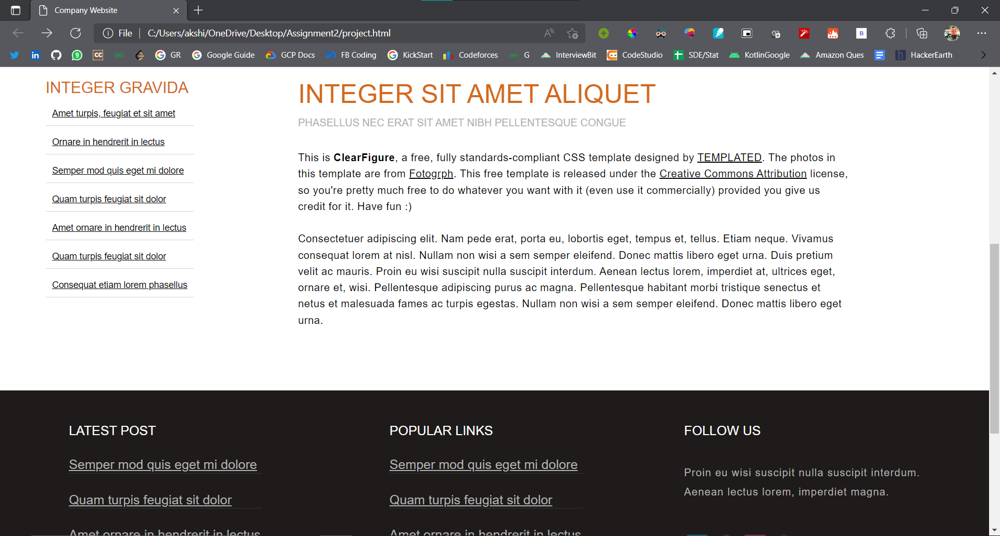 Company Website
File
C:/Users/akshi/OneDrive/Desktop/Assignment2/project.html
GR
Google Guide
GCP Docs
FB Coding
KickStart
Codeforces
G
InterviewBit
CodeStudio
SDE/Stat
KotlinGoogle
Amazon Ques
HackerEarth
INTEGER GRAVIDA
Amet turpis, feugiat et sit amet
Ornare in hendrerit in lectus
Semper mod quis eget mi dolore
Quam turpis feugiat sit dolor
Amet ornare in hendrerit in lectus
Quam turpis feugiat sit dolor
Consequat etiam lorem phasellus
INTEGER SIT AMET ALIQUET
PHASELLUS NEC ERAT SIT AMET NIBH PELLENTESQUE CONGUE
This is ClearFigure, a free, fully standards-compliant CSS template designed by TEMPLATED. The photos in
this template are from Fotogrph. This free template is released under the Creative Commons Attribution license,
so you're pretty much free to do whatever you want with it (even use it commercially) provided you give us
credit for it. Have fun :)
Consectetuer adipiscing elit. Nam pede erat, porta eu, lobortis eget, tempus et, tellus. Etiam neque. Vivamus
consequat lorem at nisl. Nullam non wisi a sem semper eleifend. Donec mattis libero eget urna. Duis pretium
velit ac mauris. Proin eu wisi suscipit nulla suscipit interdum. Aenean lectus lorem, imperdiet at, ultrices eget,
ornare et, wisi. Pellentesque adipiscing purus ac magna. Pellentesque habitant morbi tristique senectus et
netus et malesuada fames ac turpis egestas. Nullam non wisi a sem semper eleifend. Donec mattis libero eget
urna.
LATEST POST
Semper mod quis eget mi dolore
Quam turpis feugiat sit dolor
Amet ornare in hendrerit in lectus
POPULAR LINKS
Semper mod quis eget mi dolore
Quam turpis feugiat sit dolor
Amet ornare in hendrerit in lectus
FOLLOW US
Proin eu wisi suscipit nulla suscipit interdum.
Aenean lectus lorem, imperdiet magna.